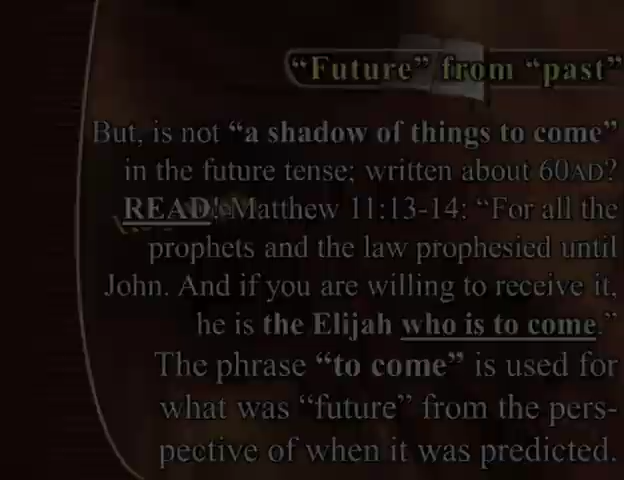 “Future” from “past”
But, is not “a shadow of things to come”
in the future tense; written about 60AD?
READ! Matthew 11:13-14: “For all the
prophets and the law prophesied until
John. And if you are willing to receive it,
he is the Elijah who is to come.”
The phrase “to come” is used for
what was “future” from the pers-
pective of when it was predicted.